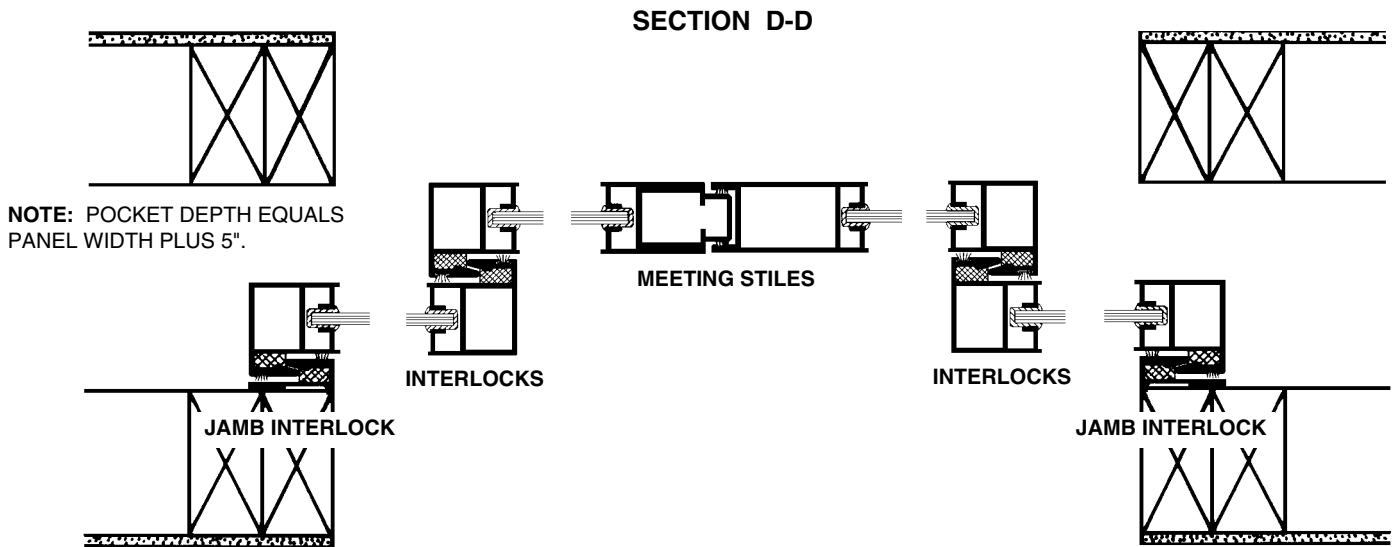 SECTION D-D
NOTE: POCKET DEPTH EQUALS
PANEL WIDTH PLUS 5".
MEETING STILES
INTERLOCKS
INTERLOCKS
JAMB INTERLOCK
JAMB INTERLOCK